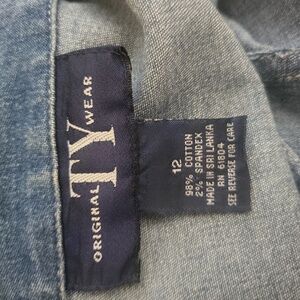 ORIGINAL TY WEAR
12
98% COTTON
2% SPANDEX
MADE IN SRI LANKA
RN 61804
SEE REVERSE FOR CARE